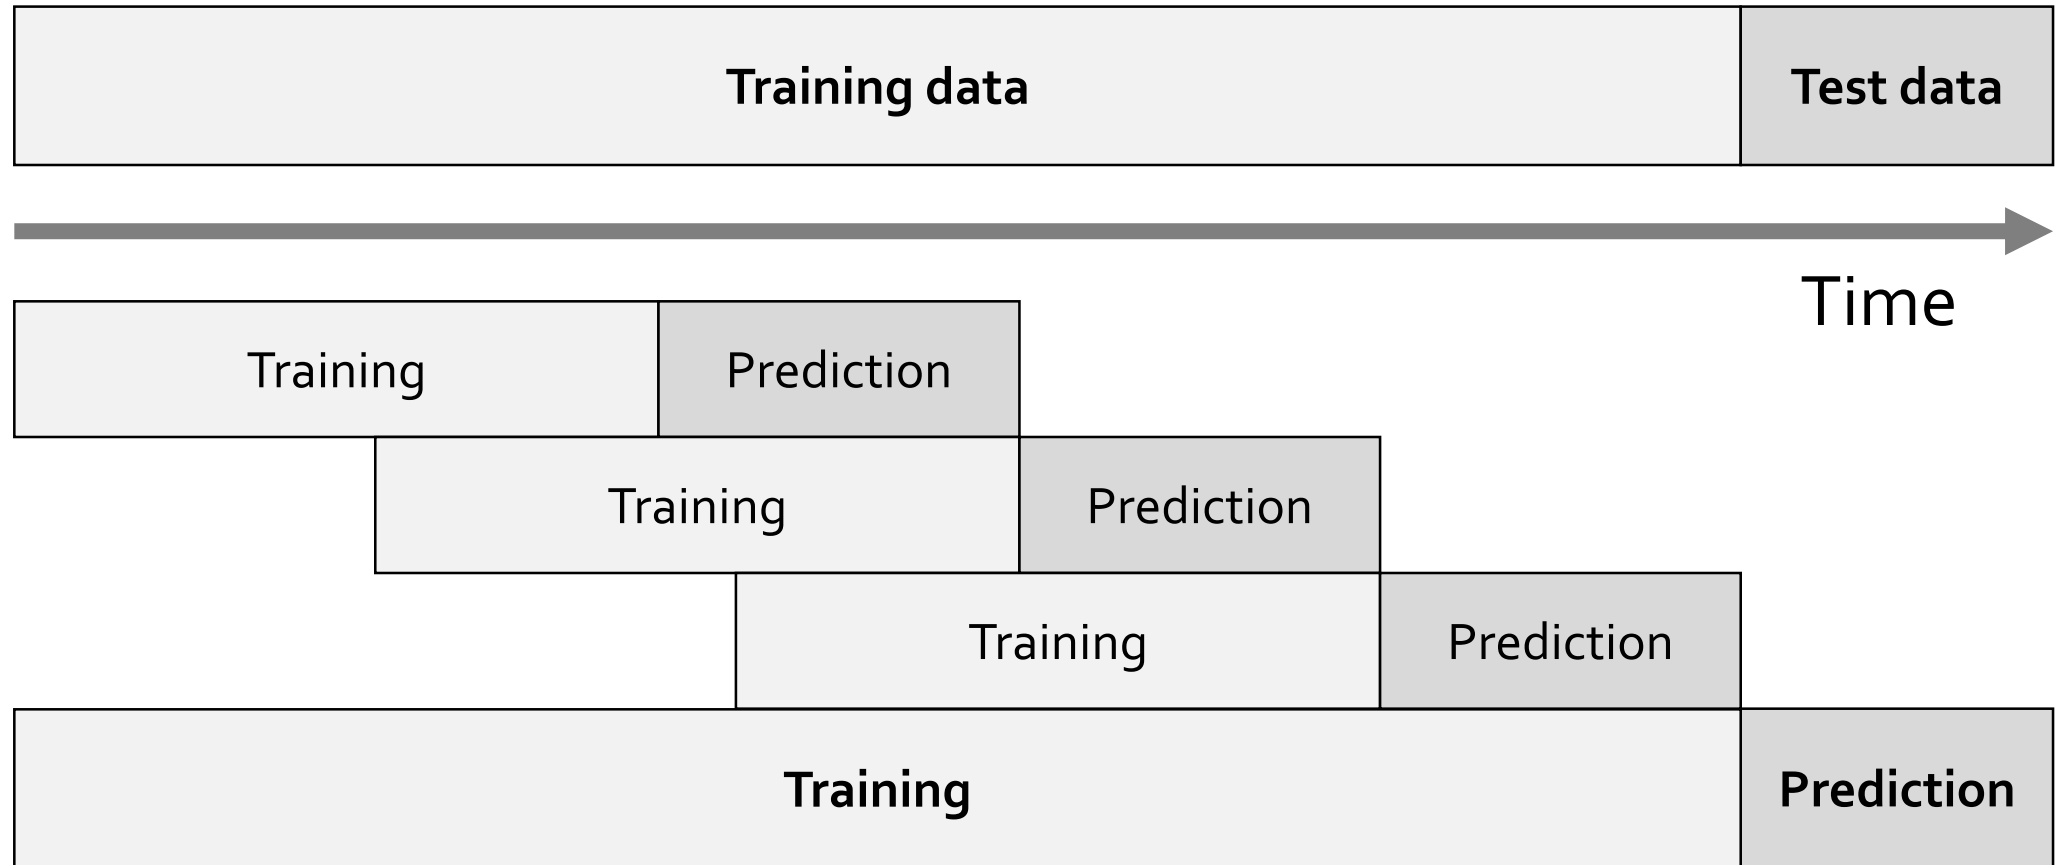 Training data
Test data
Time
Training
Prediction
Training
Prediction
Training
Prediction
Training
Prediction